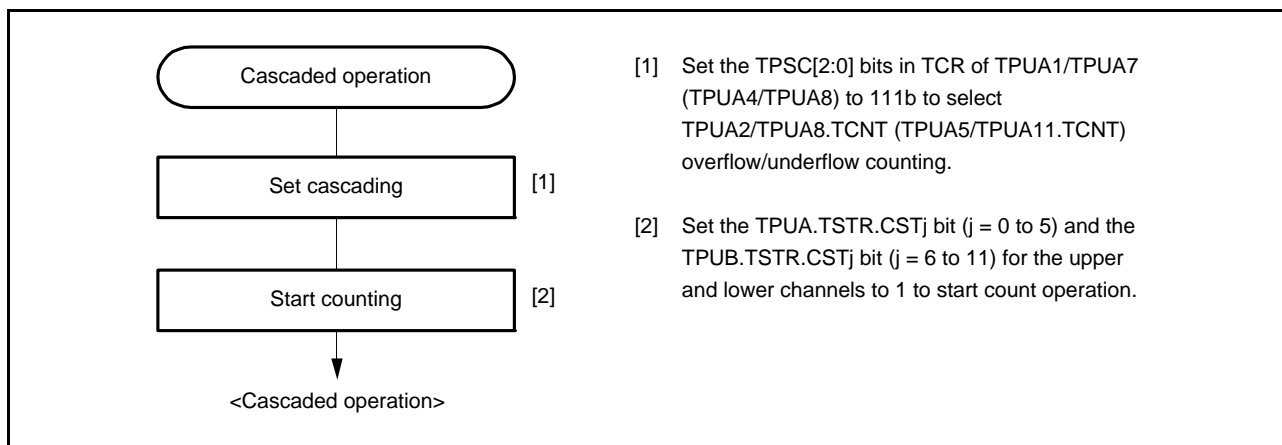 Cascaded operation
Set cascading
[1]
Start counting
[2]
<Cascaded operation>
[1] Set the TPSC[2:0] bits in TCR of TPUA1/TPUA7
(TPUA4/TPUA8) to 111b to select
TPUA2/TPUA8.TCNT (TPUA5/TPUA11.TCNT)
overflow/underflow counting.
[2] Set the TPUA.TSTR.CSTj bit (j = 0 to 5) and the
TPUB.TSTR.CSTj bit (j = 6 to 11) for the upper
and lower channels to 1 to start count operation.